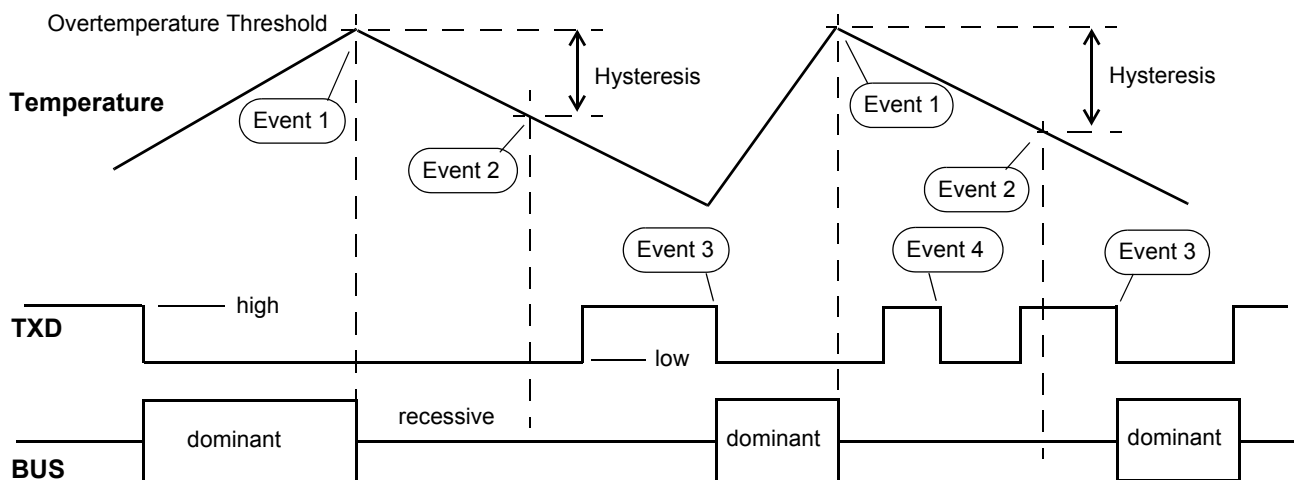 Overtemperature Threshold
Hysteresis
Hysteresis
Temperature
Event 1
Event 1
Event 2
Event 2
Event 3
Event 4
Event 3
high
TXD
low
recessive
dominant
dominant
dominant
BUS